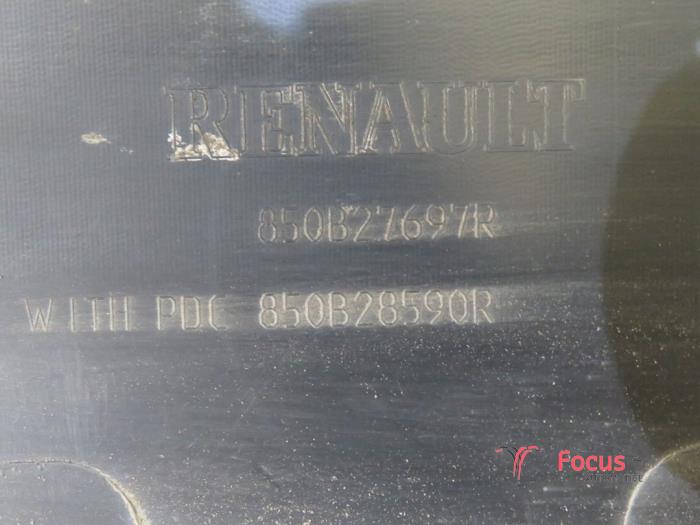 RENAULT
850B27697R
WITH PDC 850B28590R
Focus